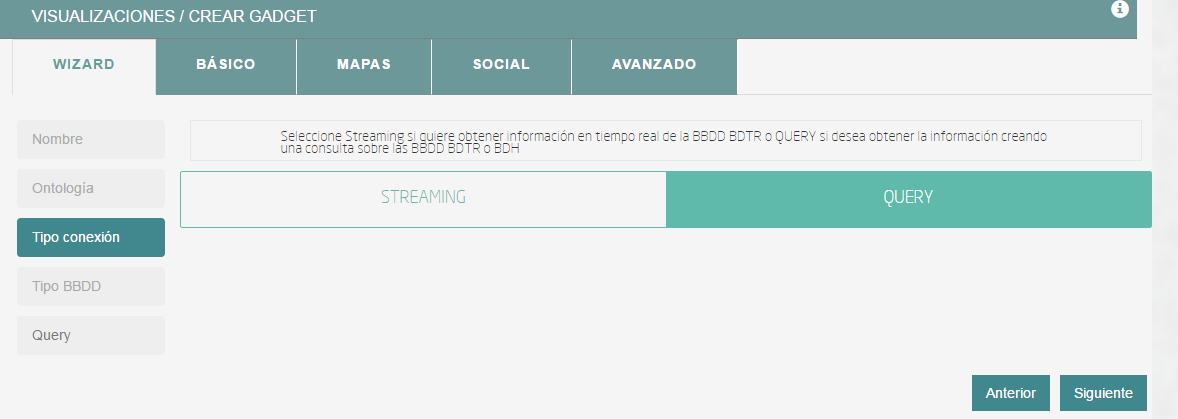 VISUALIZACIONES / CREAR GADGET
WIZARD
BÁSICO
MAPAS
SOCIAL
AVANZADO
Nombre
Ontología
Tipo conexión
Tipo BBDD
Query
Seleccione Streaming si quiere obtener información en tiempo real de la BBDD BDTR o QUERY si desea obtener la información creando
una consulta sobre las BBDD BDTR o BDH
STREAMING
QUERY
Anterior
Siguiente